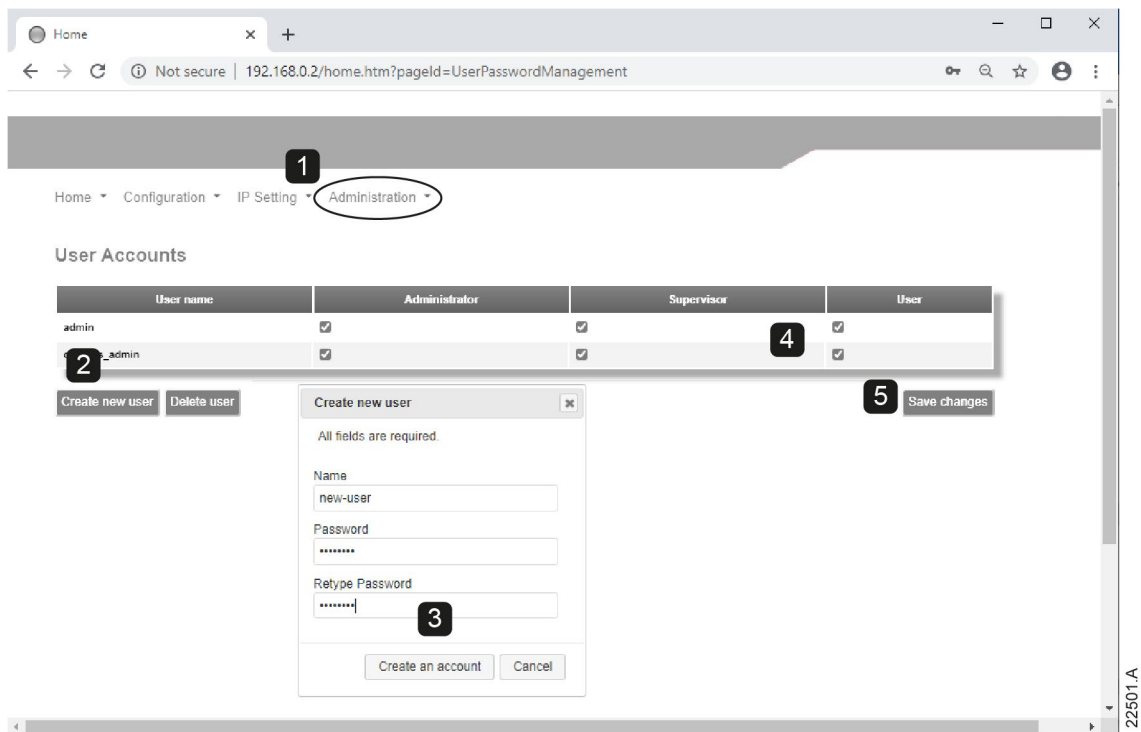 Home
Not secure | 192.168.0.2/home.htm?pageId=UserPasswordManagement
1
Home Configuration IP Setting Administration
User Accounts
User name Administrator Supervisor User
admin
_admin
2
4
Create new user Delete user
5
Save changes
Create new user
All fields are required.
Name
new-user
Password
••••••••
Retype Password
••••••••
3
Create an account Cancel
22501.A